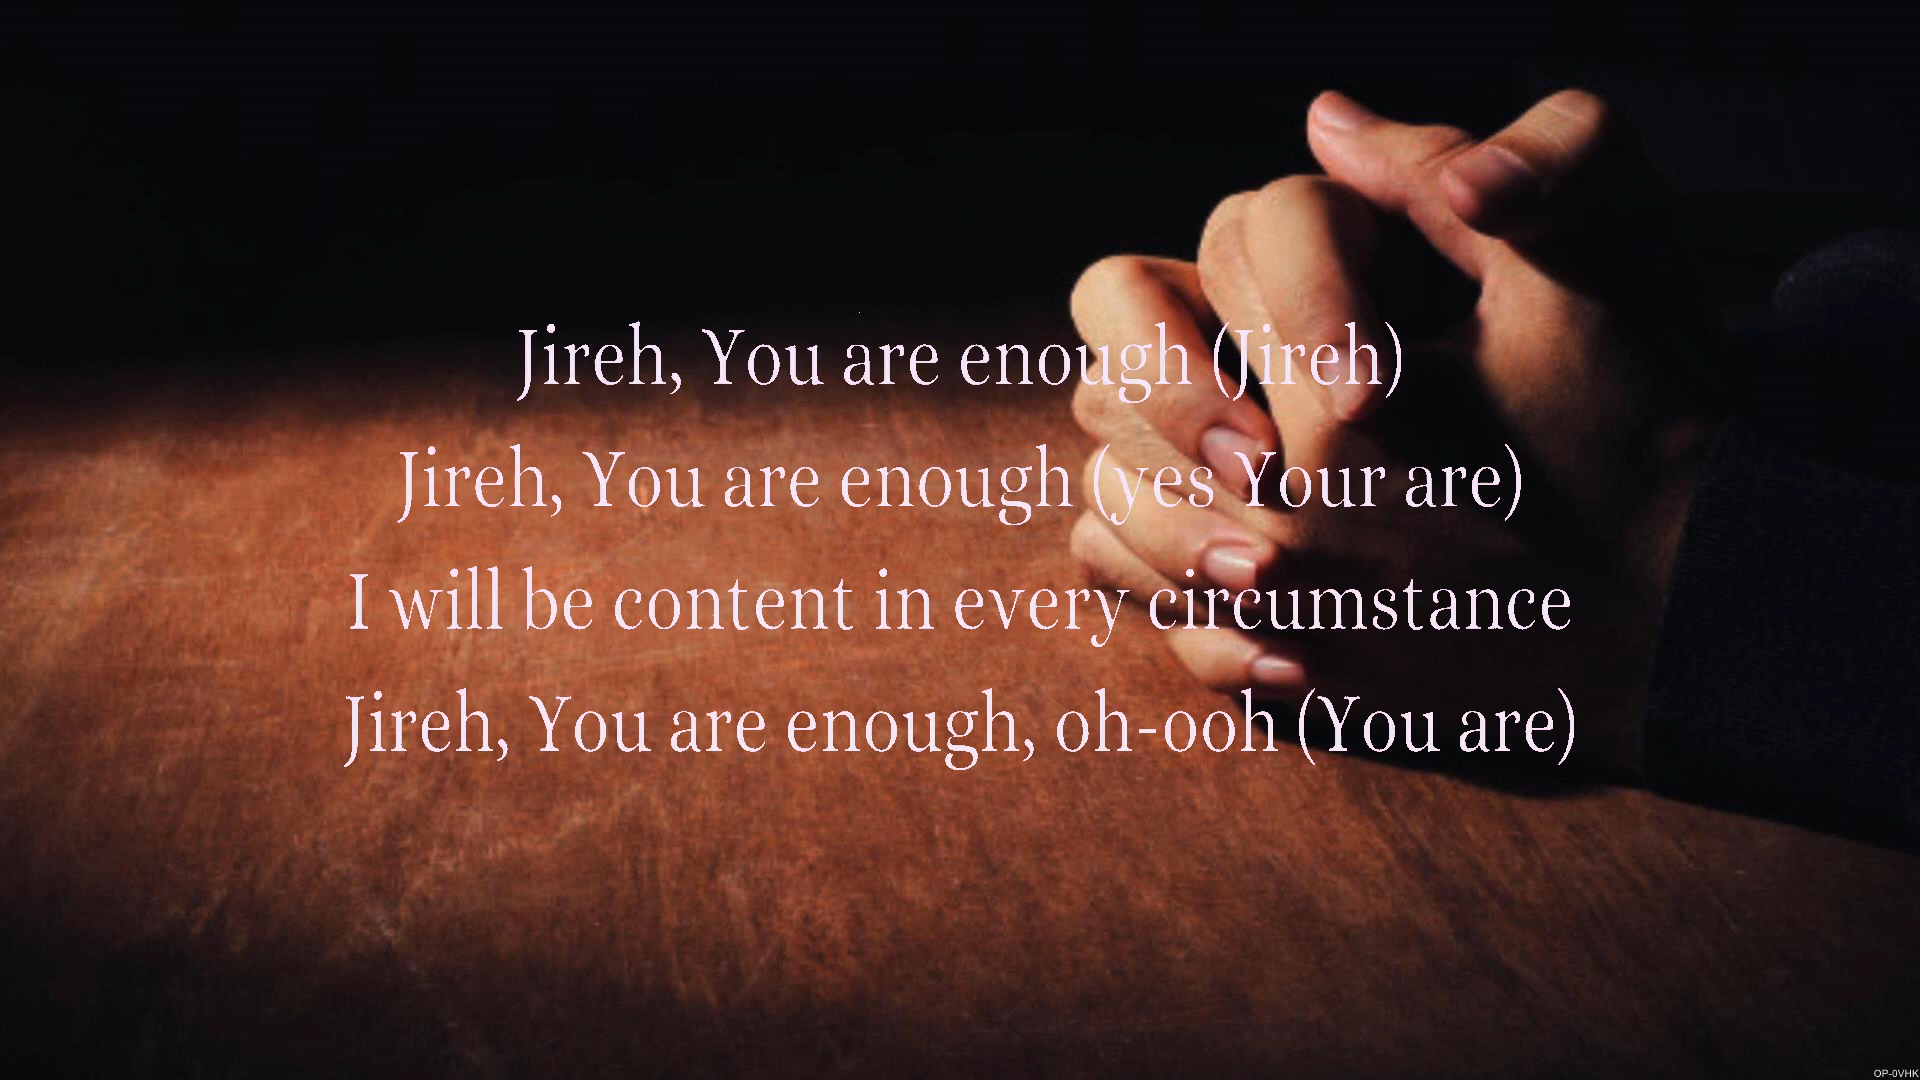 Jireh, You are enough (Jireh)
Jireh, You are enough (yes Your are)
I will be content in every circumstance
Jireh, You are enough, oh-ooh (You are)
OP-0VHK